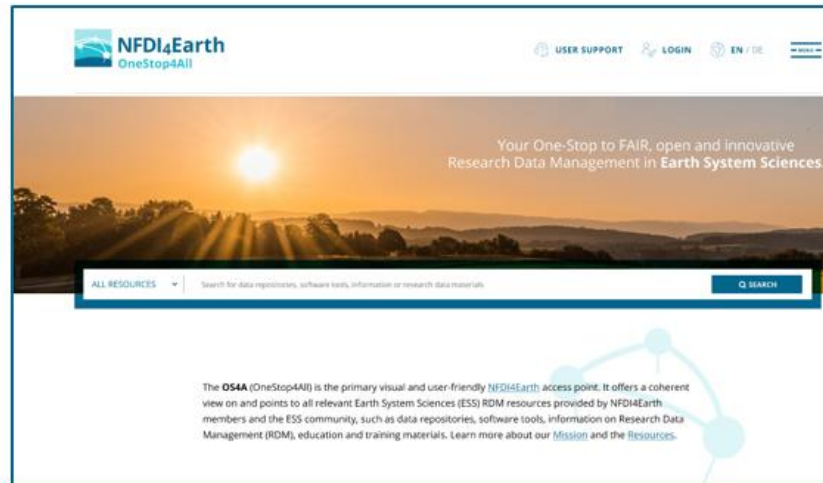 NFDI4Earth
OneStop4All
USER SUPPORT
LOGIN
EN / DE
MENU
Your One-Stop to FAIR, open and innovative
Research Data Management in Earth System Sciences
ALL RESOURCES
Search for data repositories, software tools, information or research data materials
SEARCH
The OS4A (OneStop4All) is the primary visual and user-friendly NFDI4Earth access point. It offers a coherent
view on and points to all relevant Earth System Sciences (ESS) RDM resources provided by NFDI4Earth
members and the ESS community, such as data repositories, software tools, information on Research Data
Management (RDM), education and training materials. Learn more about our Mission and the Resources.